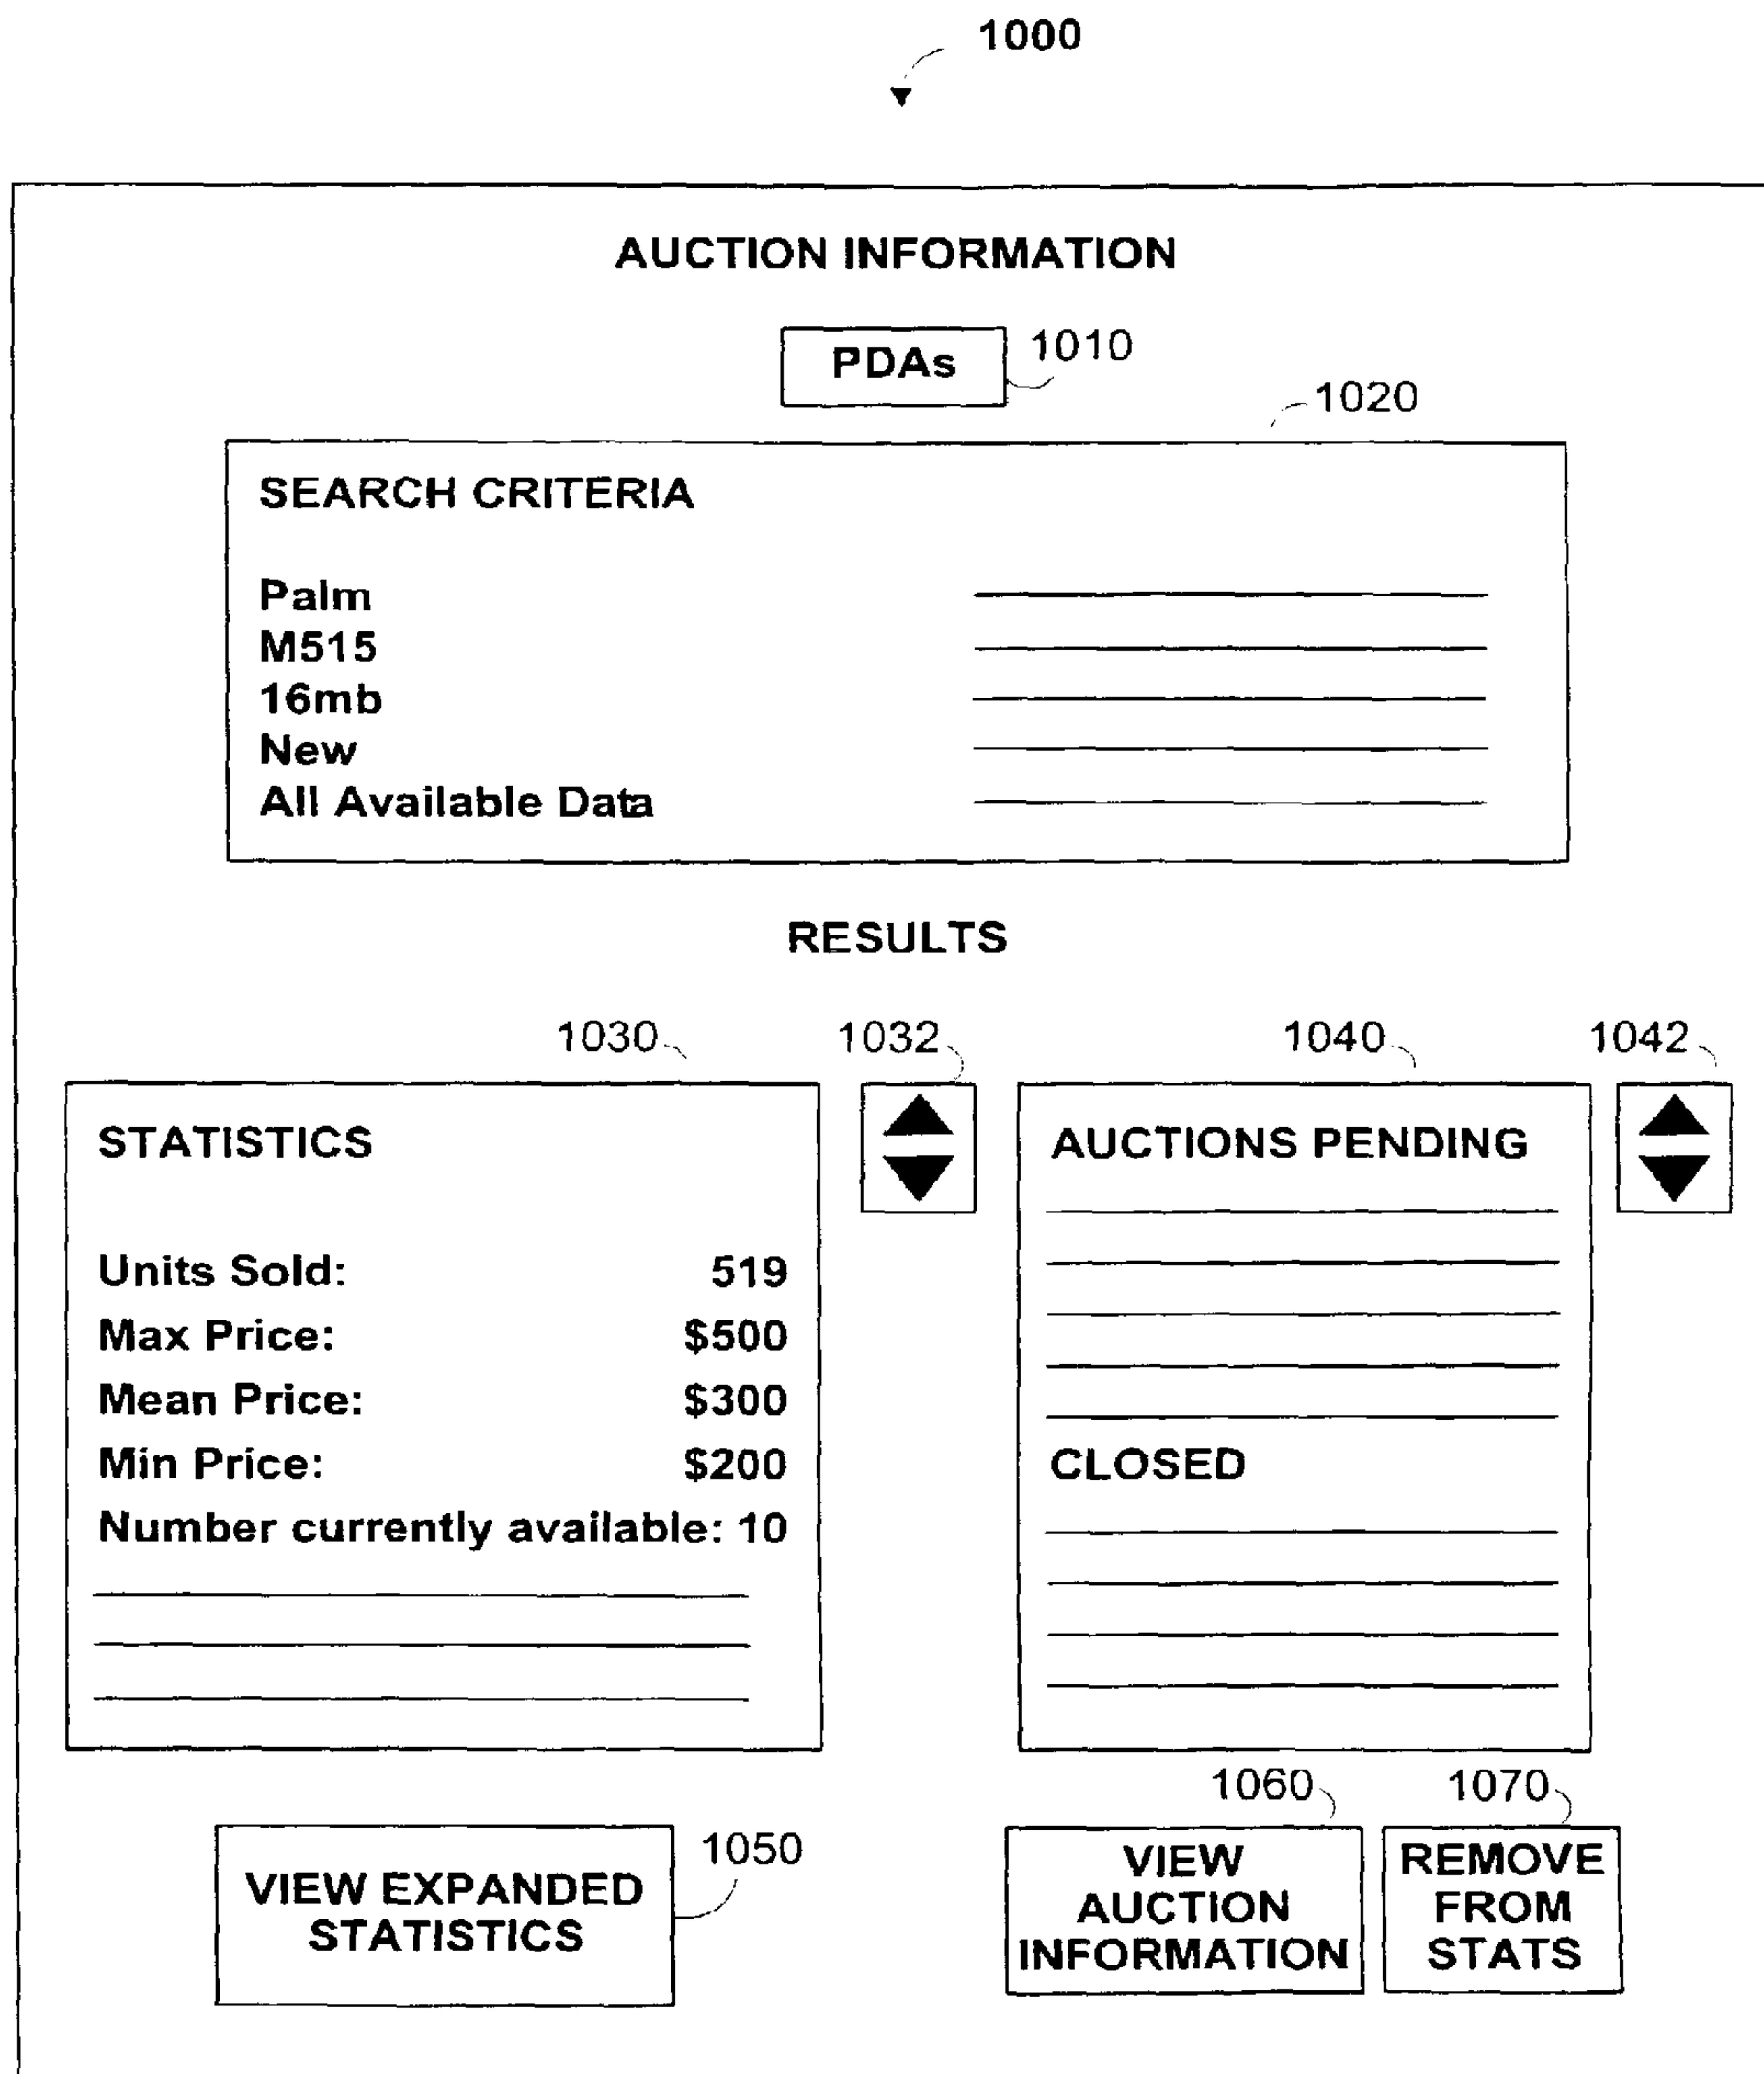 1000
AUCTION INFORMATION
PDAs
1010
1020
SEARCH CRITERIA
Palm
M515
16mb
New
All Available Data
RESULTS
1030
1032
1040
1042
STATISTICS
Units Sold: 519
Max Price: $500
Mean Price: $300
Min Price: $200
Number currently available: 10
AUCTIONS PENDING
CLOSED
1050
VIEW EXPANDED
STATISTICS
1060
VIEW
AUCTION
INFORMATION
1070
REMOVE
FROM
STATS